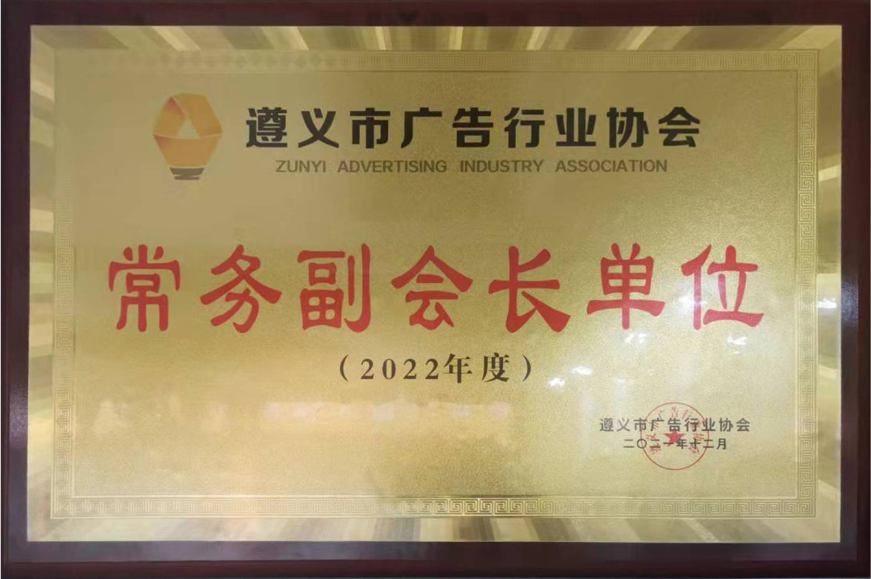 遵义市广告行业协会
ZUNYI ADVERTISING INDUSTRY ASSOCIATION
常务副会长单位
（2022年度）
遵义市广告行业协会
二〇二一年十二月